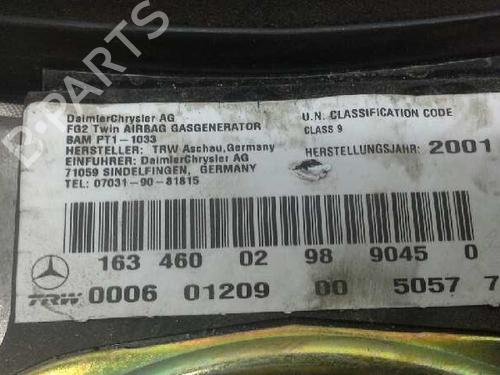 DaimlerChrysler AG
FG2 Twin AIRBAG GASGENERATOR
BAM PT1-1033
HERSTELLER: TRW Aschau,Germany
EINFUHRER: DaimlerChrysler AG
71059 SINDELFINGEN, GERMANY
TEL: 07031-90-81815
U.N. CLASSIFICATION CODE
CLASS 9
HERSTELLUNGSJAHR: 2001
163 460 02 98 9045 0
TRW 0006 01209 00 5057 7
B-PARTS